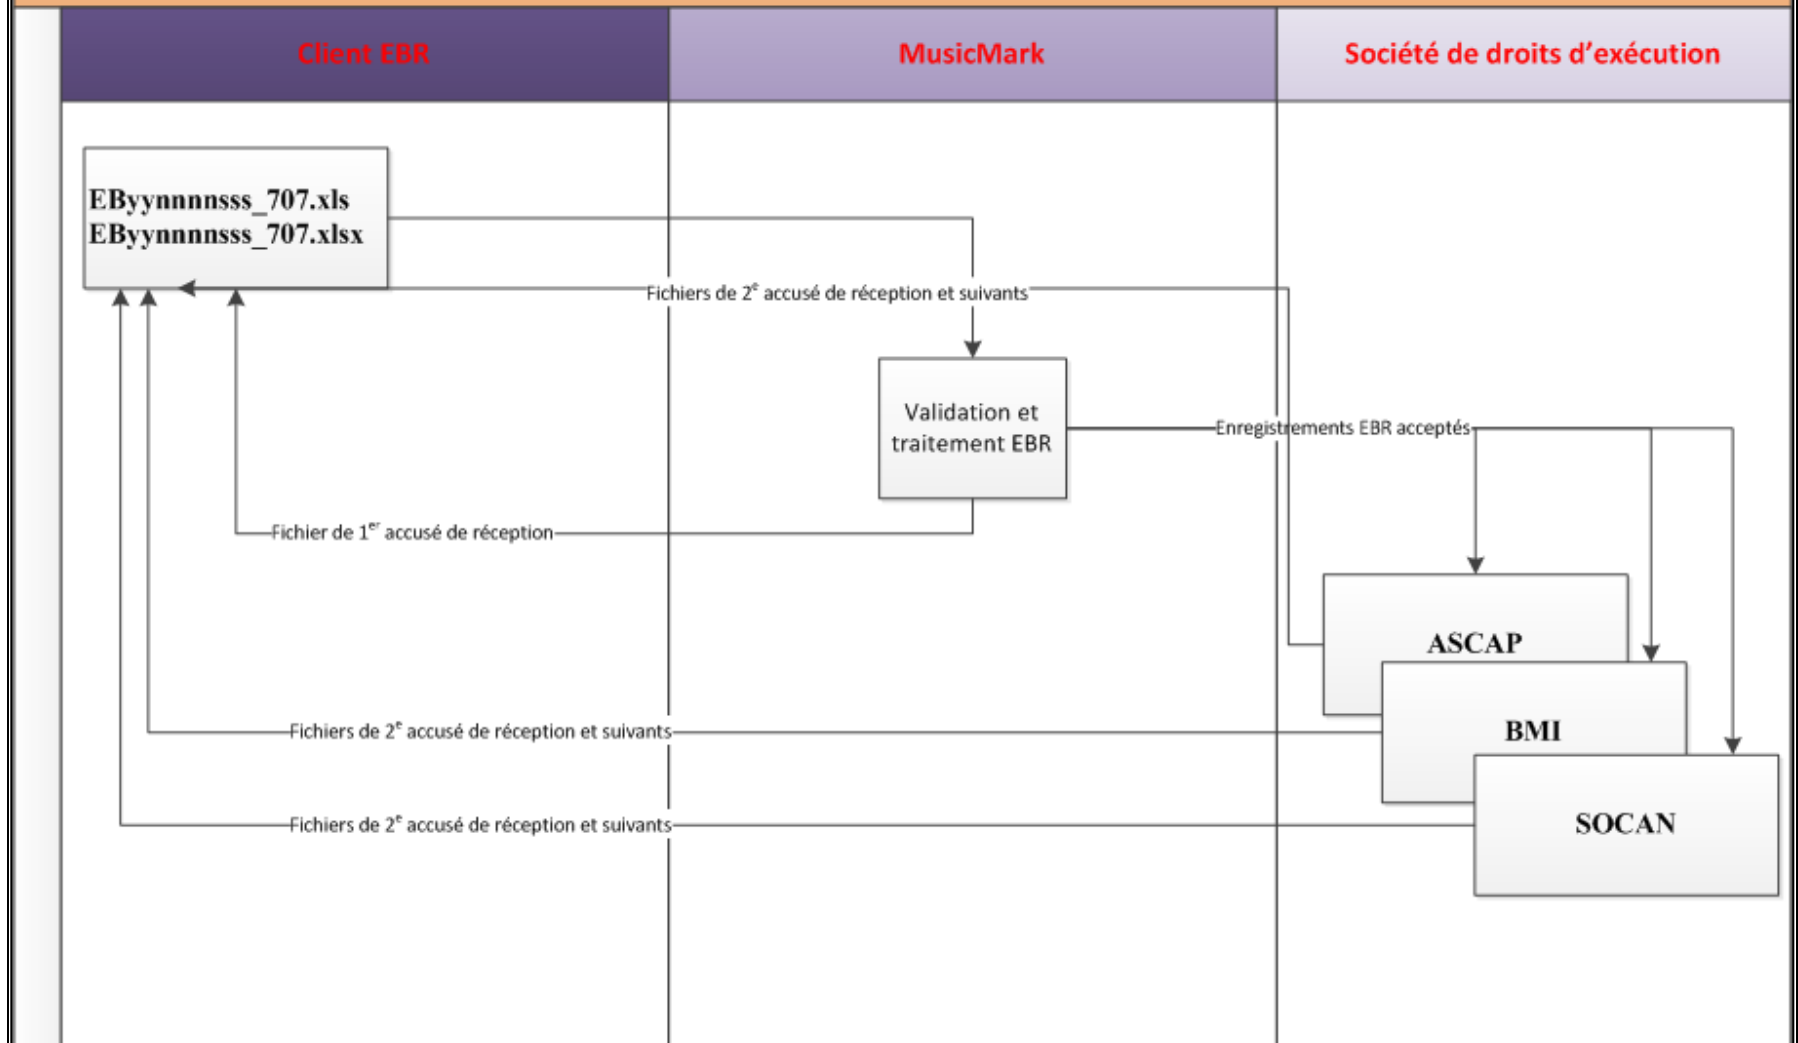 Client EBR
MusicMark
Société de droits d’exécution
EByynnnnsss_707.xls
EByynnnnsss_707.xlsx
Fichiers de 2e accusé de réception et suivants
Validation et
traitement EBR
Enregistrements EBR acceptés
Fichier de 1er accusé de réception
ASCAP
Fichiers de 2e accusé de réception et suivants
BMI
Fichiers de 2e accusé de réception et suivants
SOCAN